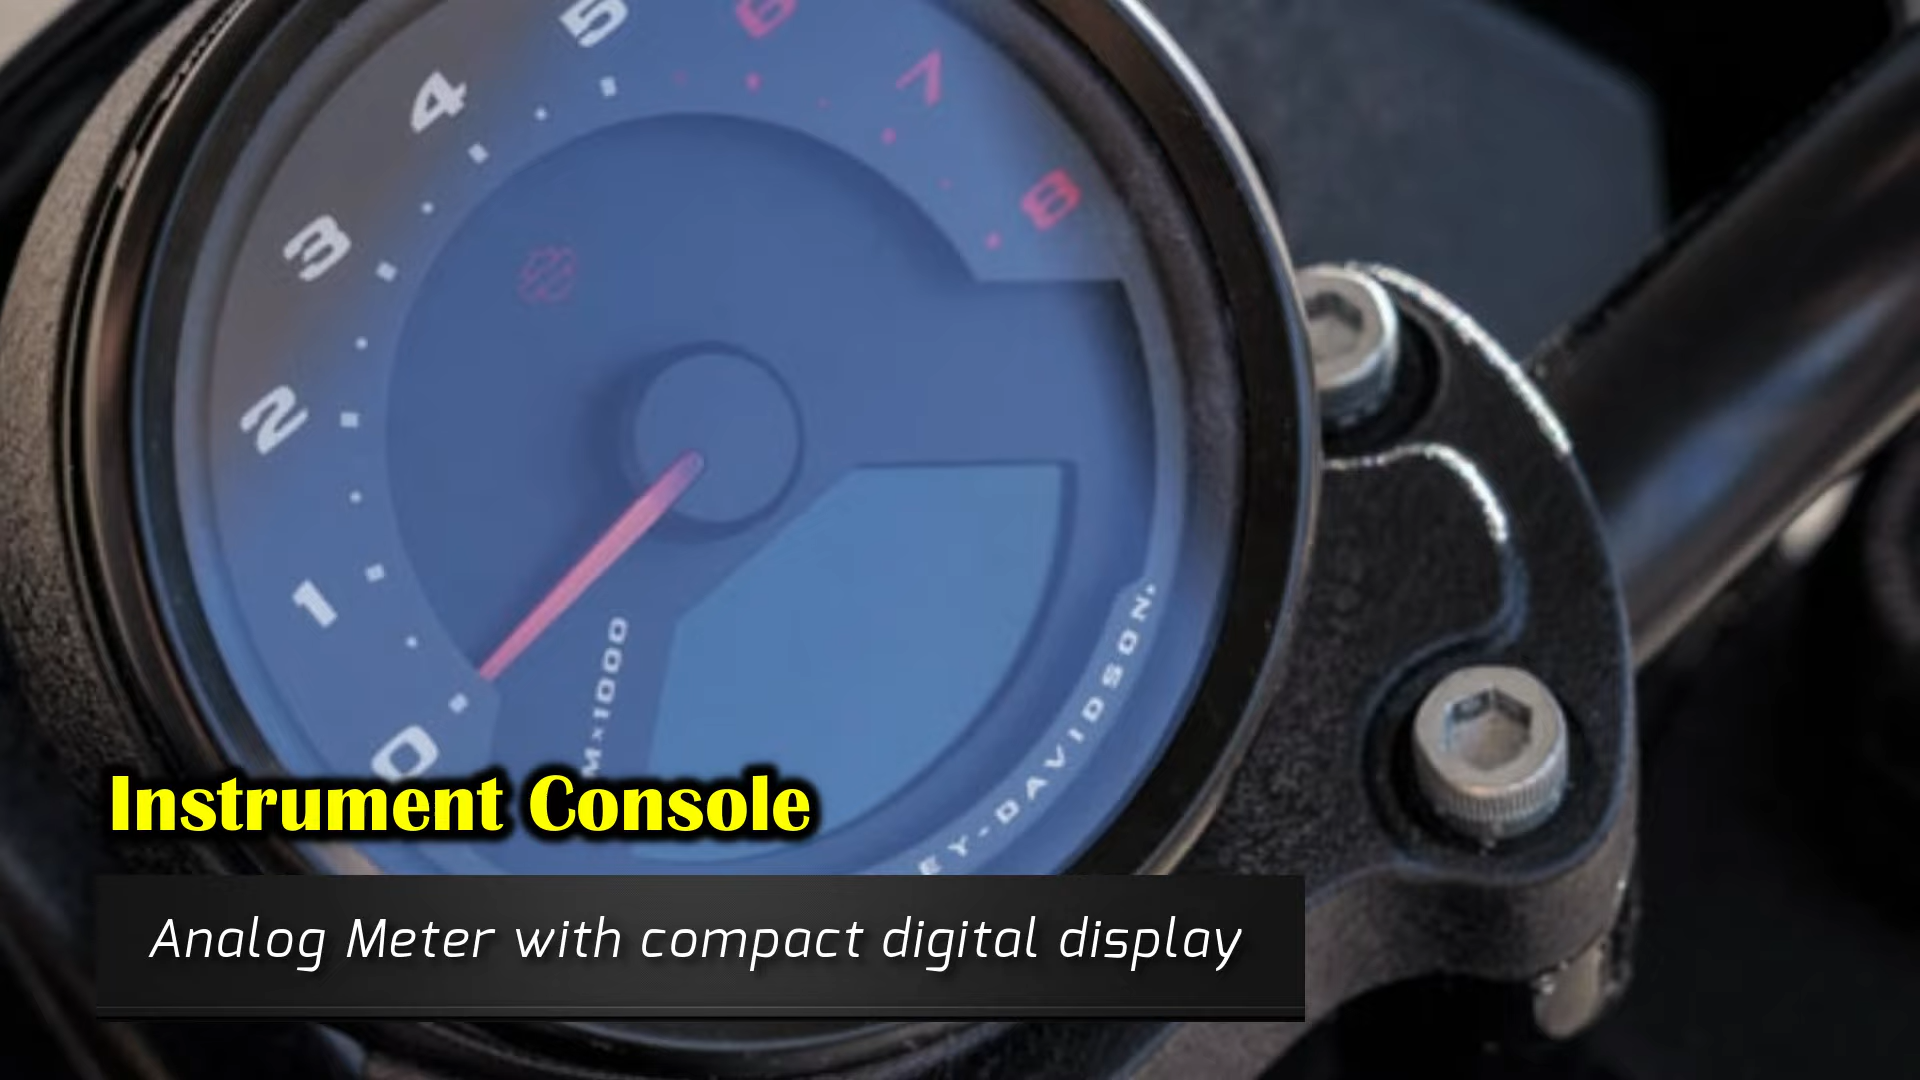 5
6
4
7
3
8
2
1
0
Mx1000
EY-DAVIDSON
Instrument Console
Analog Meter with compact digital display